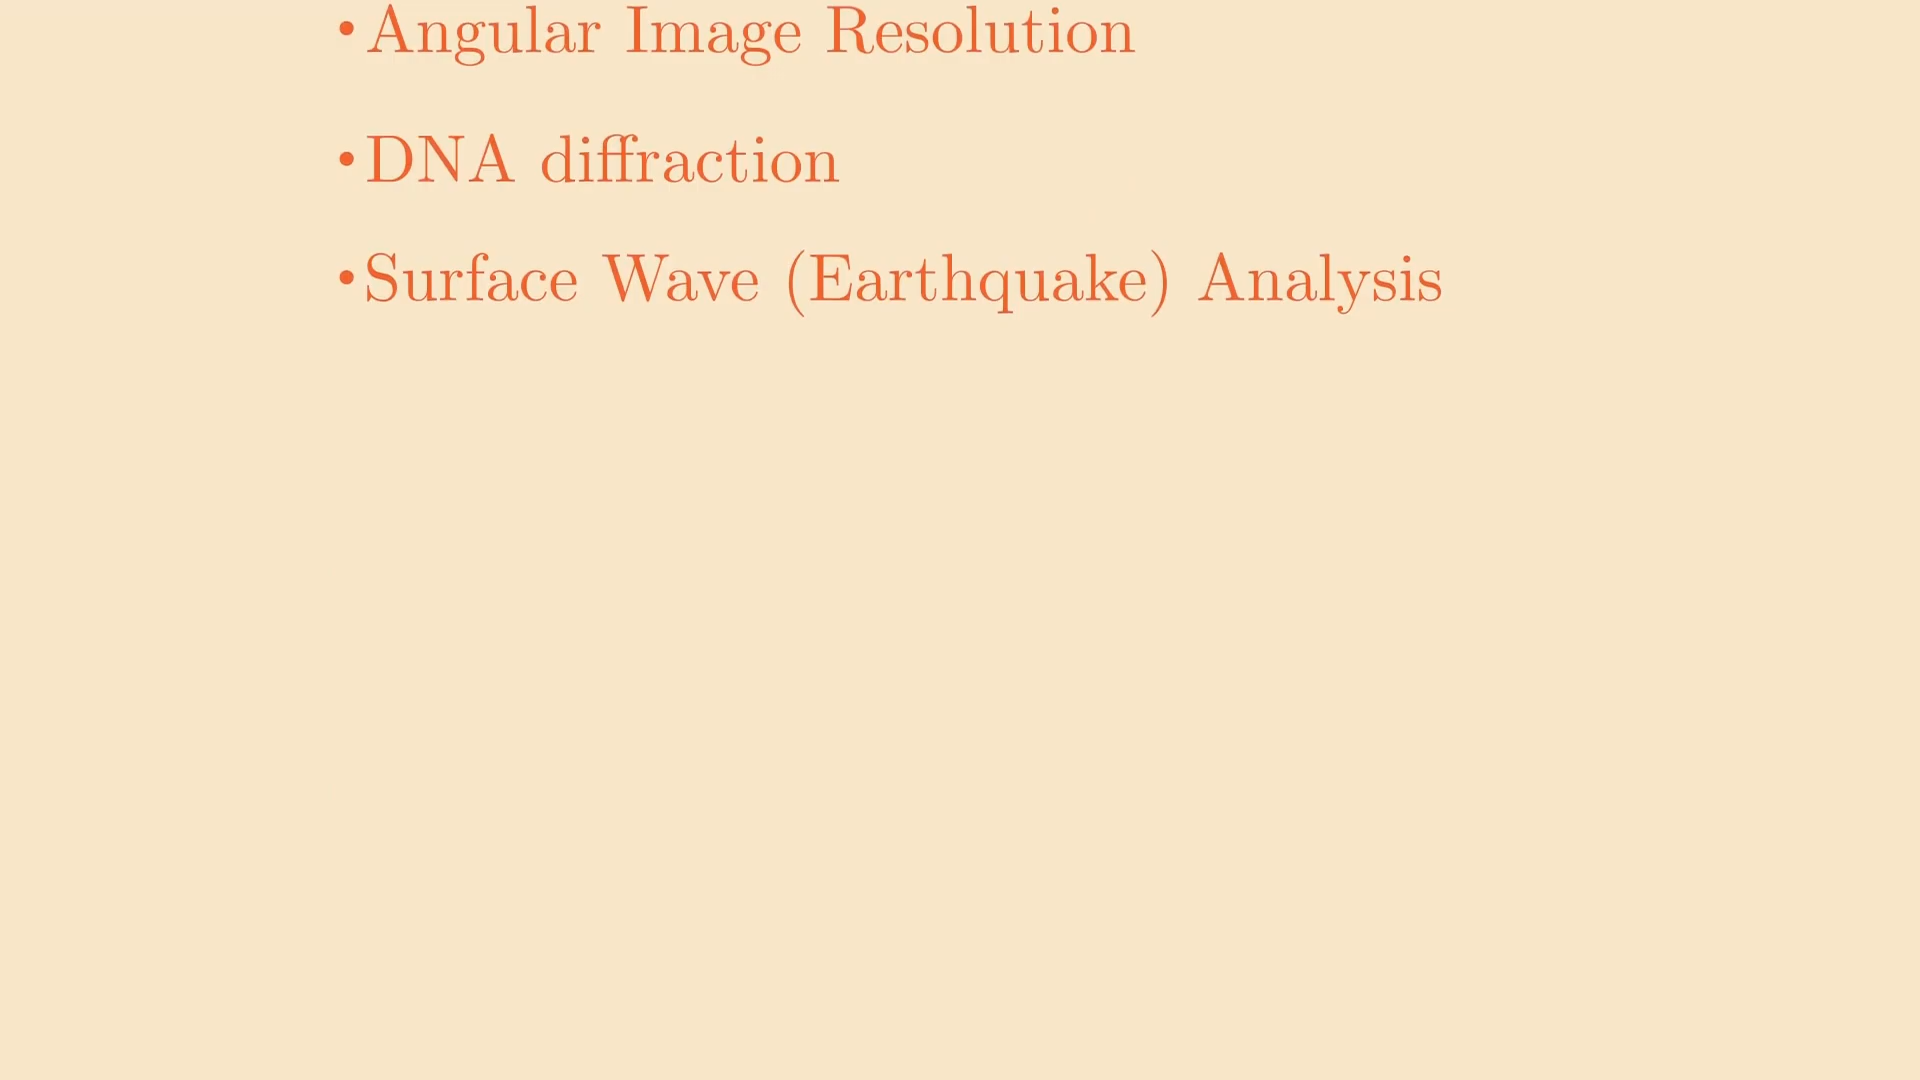 •Angular Image Resolution
•DNA diffraction
•Surface Wave (Earthquake) Analysis